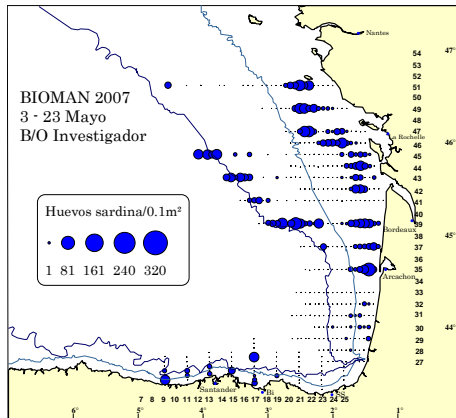 Nantes
54
53
52
51
50
49
48
47
46
45
44
43
42
41
40
39
38
37
36
35
34
33
32
31
30
29
28
27
BIOMAN 2007
3 - 23 Mayo
B/O Investigador
La Rochelle
46°
45°
44°
Bordeaux
Arcachon
Huevos sardina/0.1m²
1 81 161 240 320
Santander
Bi
SS
7 8 9 10 11 12 13 14 15 16 17 18 19 20 21 22 23 24 25
6° 5° 4° 3° 2° 1°